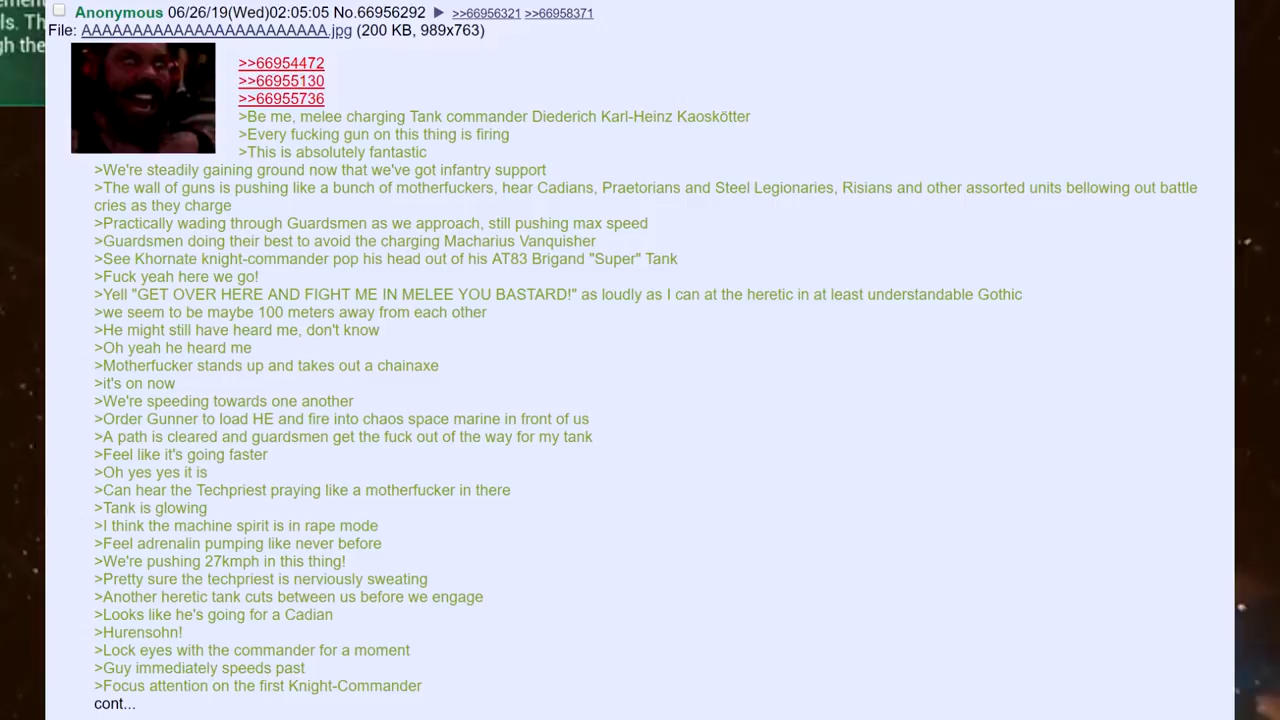 ement
ls. Th
gh the
Anonymous 06/26/19(Wed)02:05:05 No.66956292 ▶ >>66956321 >>66958371
File: AAAAAAAAAAAAAAAAAAAAAAAA.jpg (200 KB, 989x763)
>>66954472
>>66955130
>>66955736
>Be me, melee charging Tank commander Diederich Karl-Heinz Kaoskötter
>Every fucking gun on this thing is firing
>This is absolutely fantastic
>We're steadily gaining ground now that we've got infantry support
>The wall of guns is pushing like a bunch of motherfuckers, hear Cadians, Praetorians and Steel Legionaries, Risians and other assorted units bellowing out battle
cries as they charge
>Practically wading through Guardsmen as we approach, still pushing max speed
>Guardsmen doing their best to avoid the charging Macharius Vanquisher
>See Khornate knight-commander pop his head out of his AT83 Brigand "Super" Tank
>Fuck yeah here we go!
>Yell "GET OVER HERE AND FIGHT ME IN MELEE YOU BASTARD!" as loudly as I can at the heretic in at least understandable Gothic
>we seem to be maybe 100 meters away from each other
>He might still have heard me, don't know
>Oh yeah he heard me
>Motherfucker stands up and takes out a chainaxe
>it's on now
>We're speeding towards one another
>Order Gunner to load HE and fire into chaos space marine in front of us
>A path is cleared and guardsmen get the fuck out of the way for my tank
>Feel like it's going faster
>Oh yes yes it is
>Can hear the Techpriest praying like a motherfucker in there
>Tank is glowing
>I think the machine spirit is in rape mode
>Feel adrenalin pumping like never before
>We're pushing 27kmph in this thing!
>Pretty sure the techpriest is nerviously sweating
>Another heretic tank cuts between us before we engage
>Looks like he's going for a Cadian
>Hurensohn!
>Lock eyes with the commander for a moment
>Guy immediately speeds past
>Focus attention on the first Knight-Commander
cont...